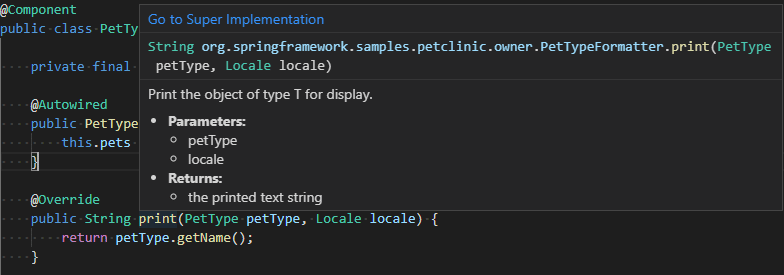 @Component
public class PetTy
private final
@Autowired
public PetType
this.pets
}
Go to Super Implementation
String org.springframework.samples.petclinic.owner.PetTypeFormatter.print(PetType
petType, Locale locale)
Print the object of type T for display.
• Parameters:
◦ petType
◦ locale
• Returns:
◦ the printed text string
@Override
public String print(PetType petType, Locale locale) {
return petType.getName();
}